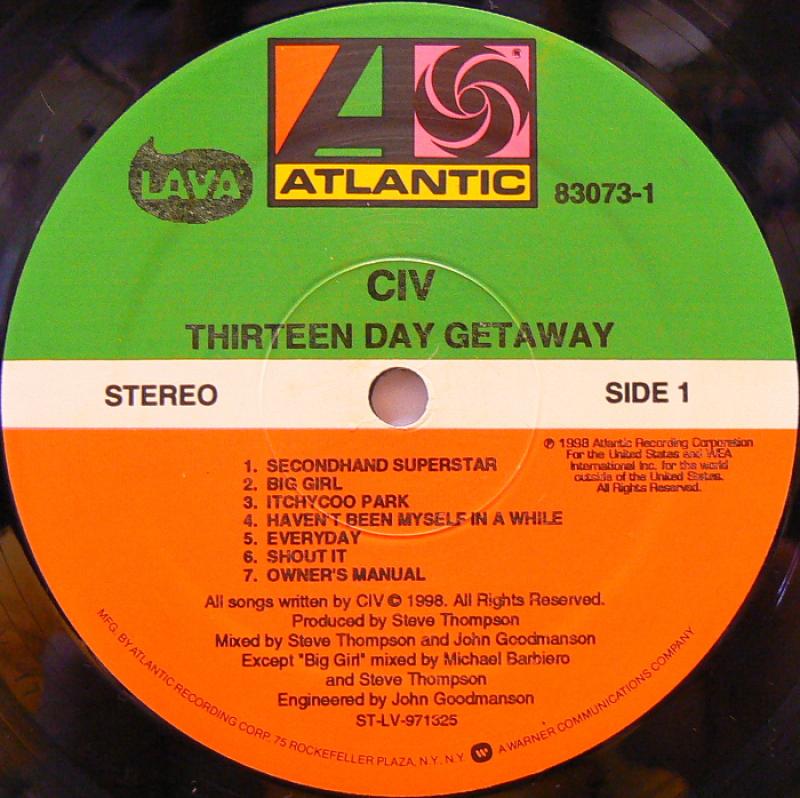 LAVA
ATLANTIC
®
83073-1
CIV
THIRTEEN DAY GETAWAY
STEREO
SIDE 1
℗ 1998 Atlantic Recording Corporation
For the United States and WEA
International Inc. for the world
outside of the United States.
All Rights Reserved.
1. SECONDHAND SUPERSTAR
2. BIG GIRL
3. ITCHYCOO PARK
4. HAVEN'T BEEN MYSELF IN A WHILE
5. EVERYDAY
6. SHOUT IT
7. OWNER'S MANUAL
All songs written by CIV © 1998. All Rights Reserved.
Produced by Steve Thompson
Mixed by Steve Thompson and John Goodmanson
Except "Big Girl" mixed by Michael Barbiero
and Steve Thompson
Engineered by John Goodmanson
ST-LV-971325
MFG. BY ATLANTIC RECORDING CORP. 75 ROCKEFELLER PLAZA, N.Y. N.Y. A WARNER COMMUNICATIONS COMPANY